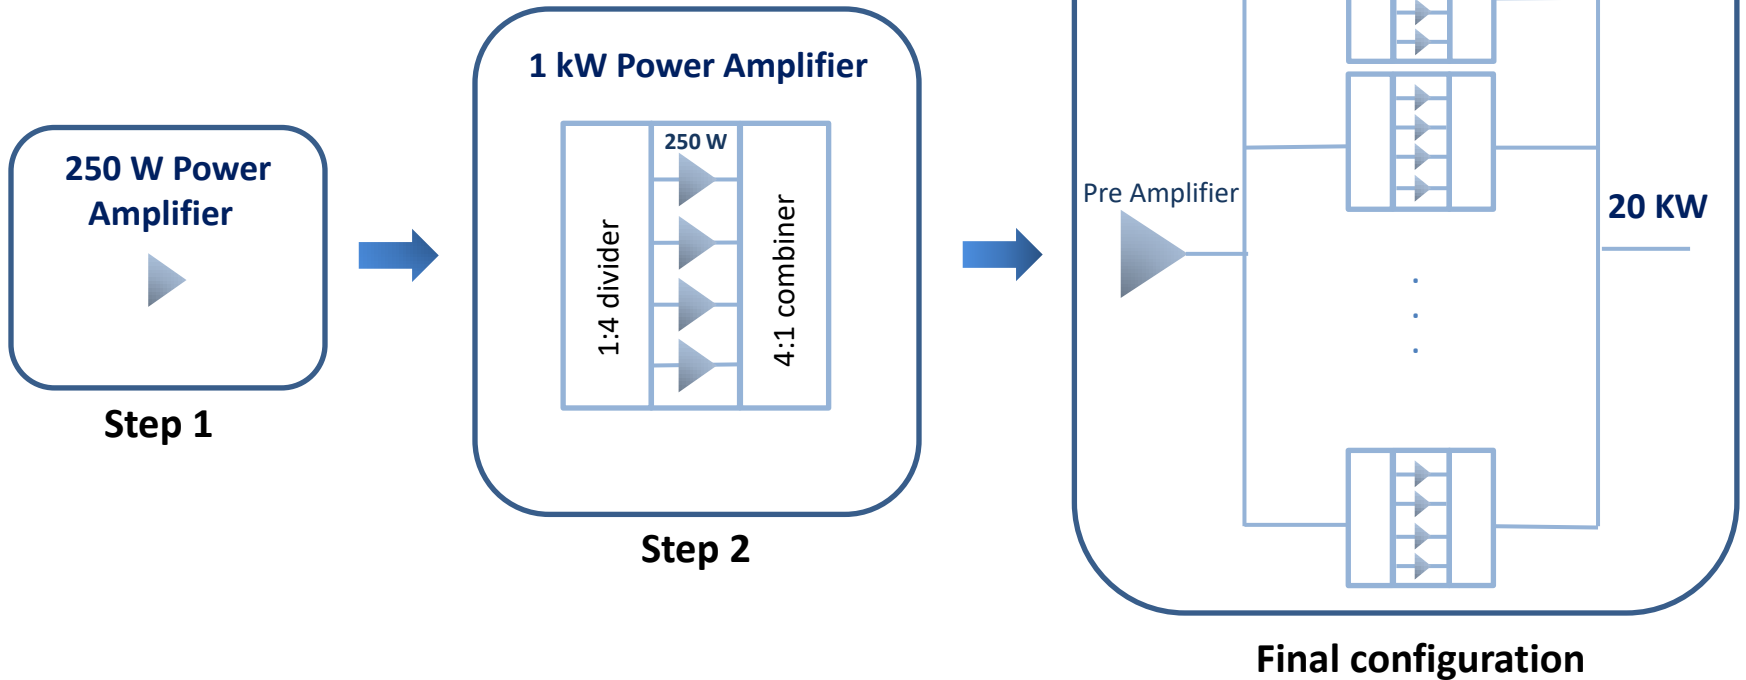 250 W Power
Amplifier
Step 1
1 kW Power Amplifier
250 W
1:4 divider
4:1 combiner
Step 2
Pre Amplifier
20 KW
Final configuration